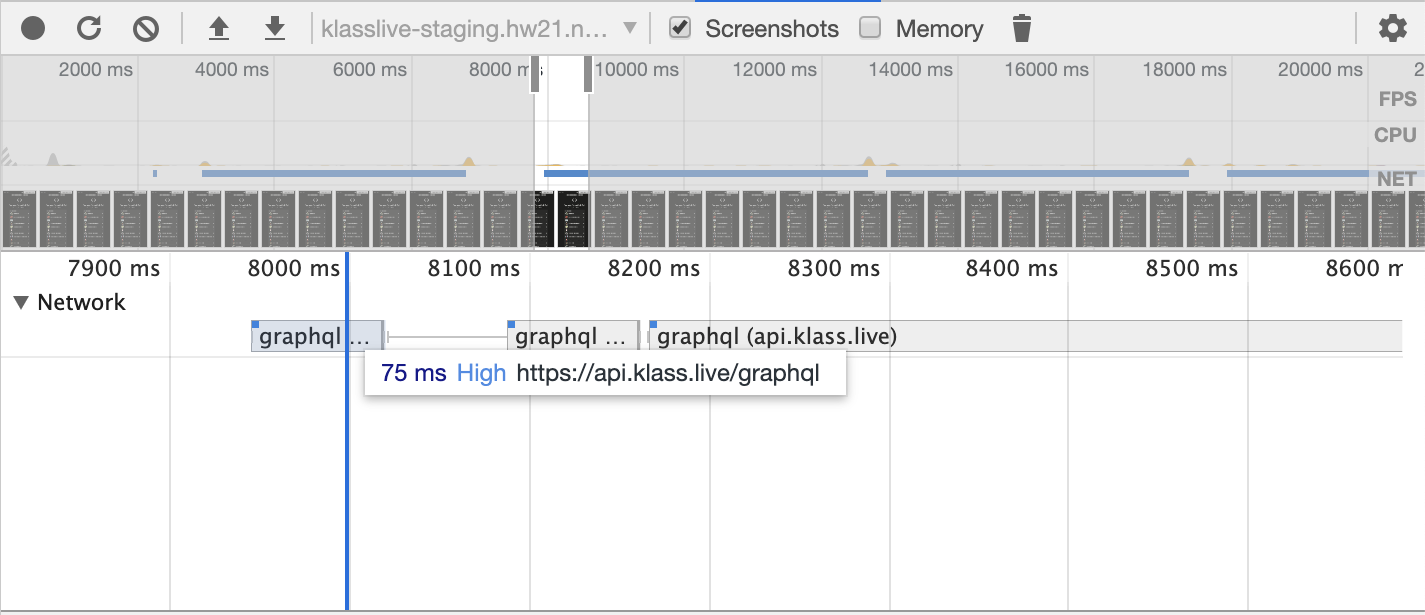 klasslive-staging.hw21.n... Screenshots Memory
2000 ms 4000 ms 6000 ms 8000 ms 10000 ms 12000 ms 14000 ms 16000 ms 18000 ms 20000 ms 2
FPS
CPU
NET
7900 ms 8000 ms 8100 ms 8200 ms 8300 ms 8400 ms 8500 ms 8600 m
Network
graphql ... graphql ... graphql (api.klass.live)
75 ms High https://api.klass.live/graphql